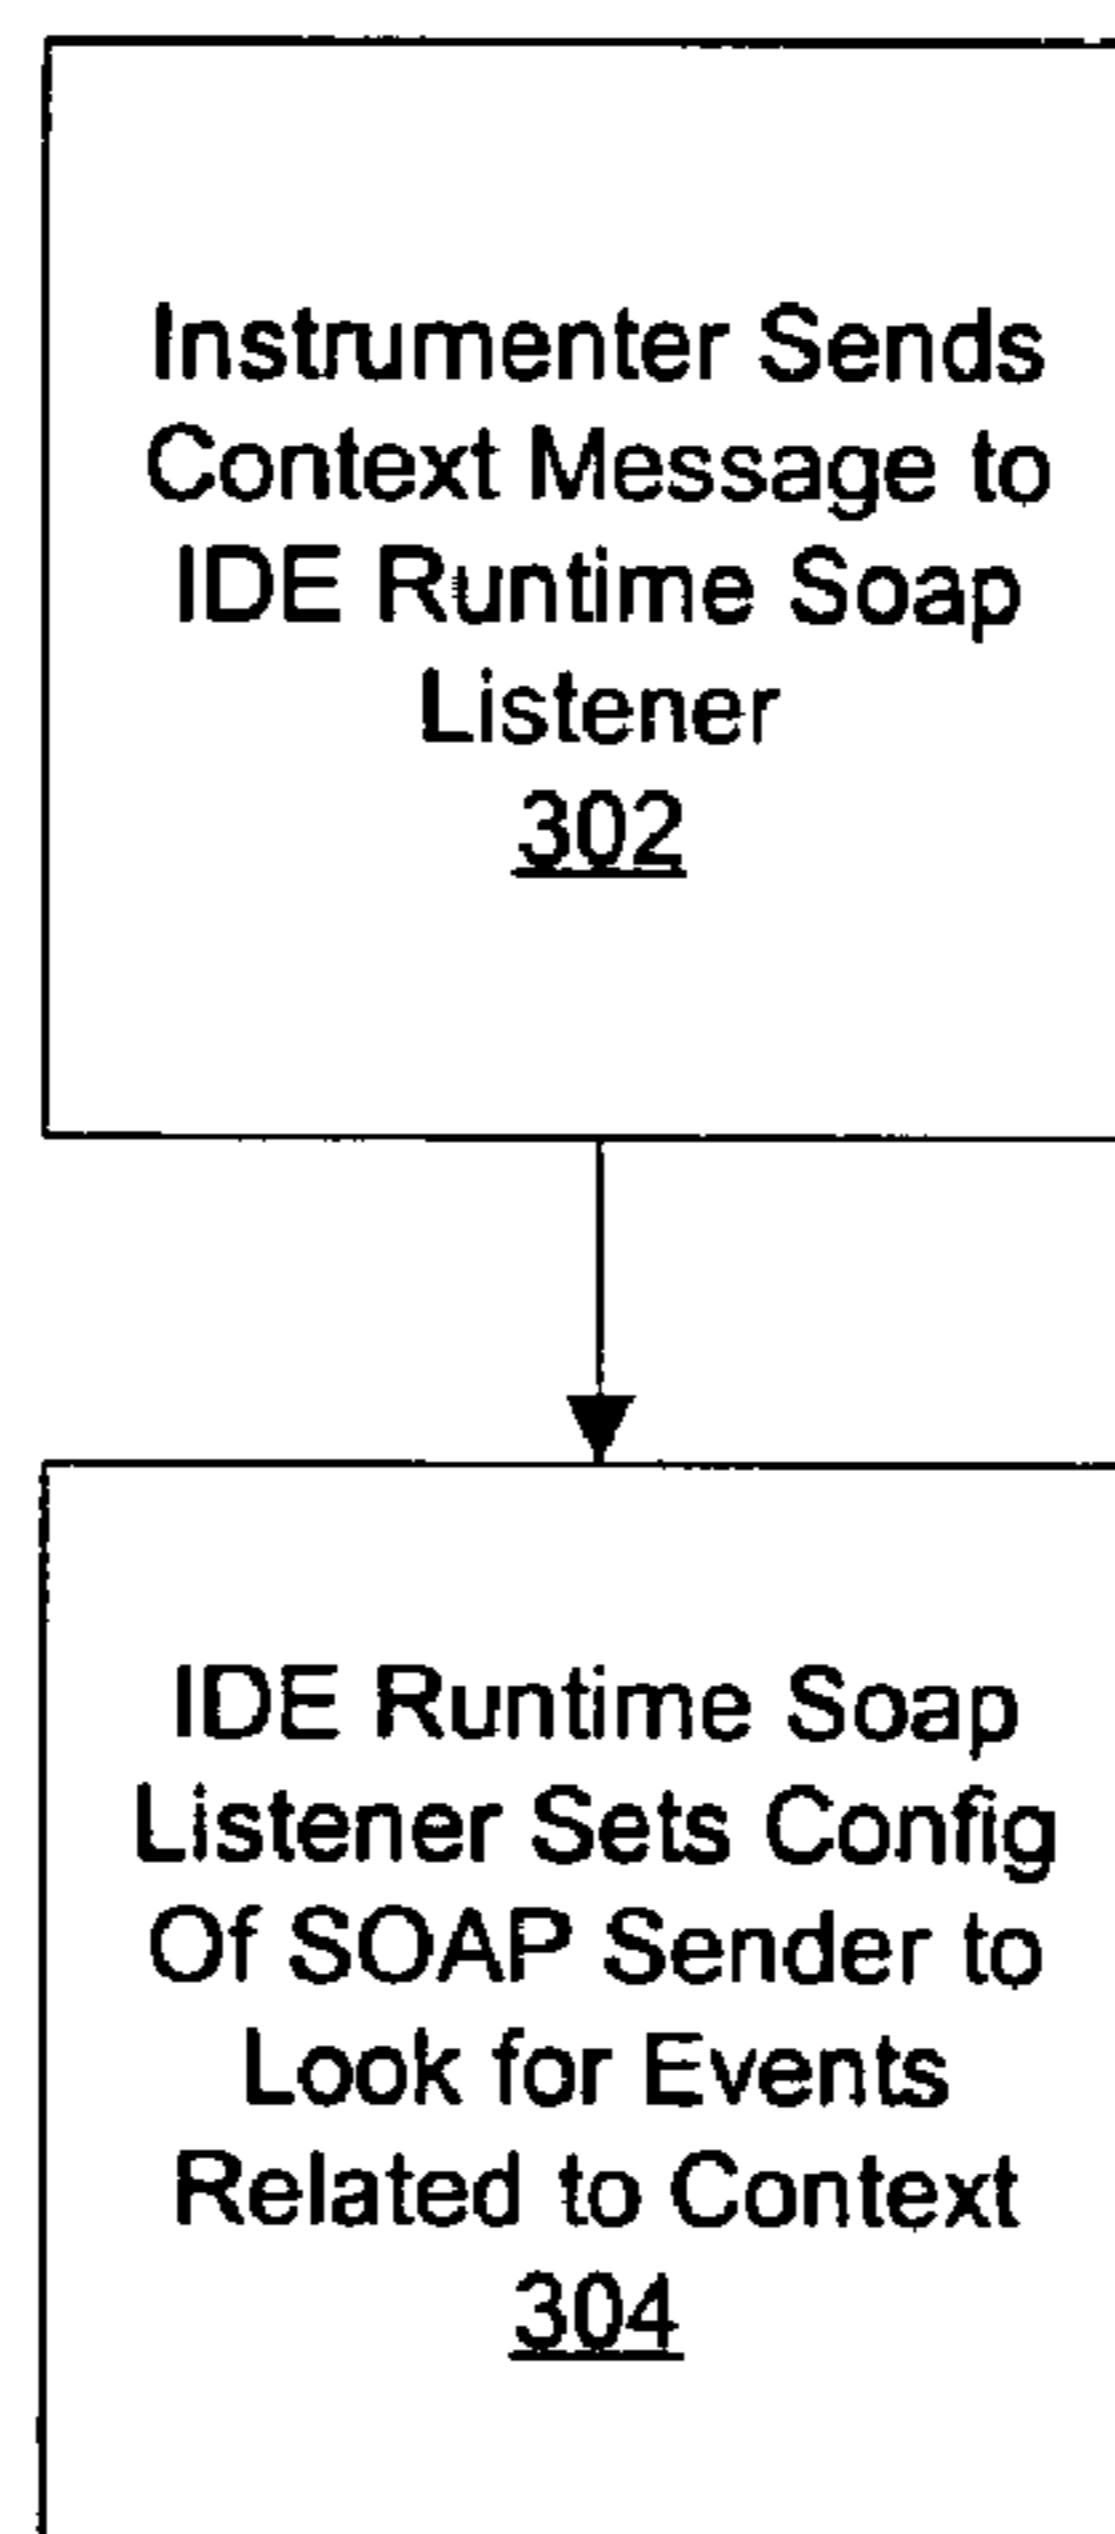 Instrumenter Sends
Context Message to
IDE Runtime Soap
Listener
302
IDE Runtime Soap
Listener Sets Config
Of SOAP Sender to
Look for Events
Related to Context
304